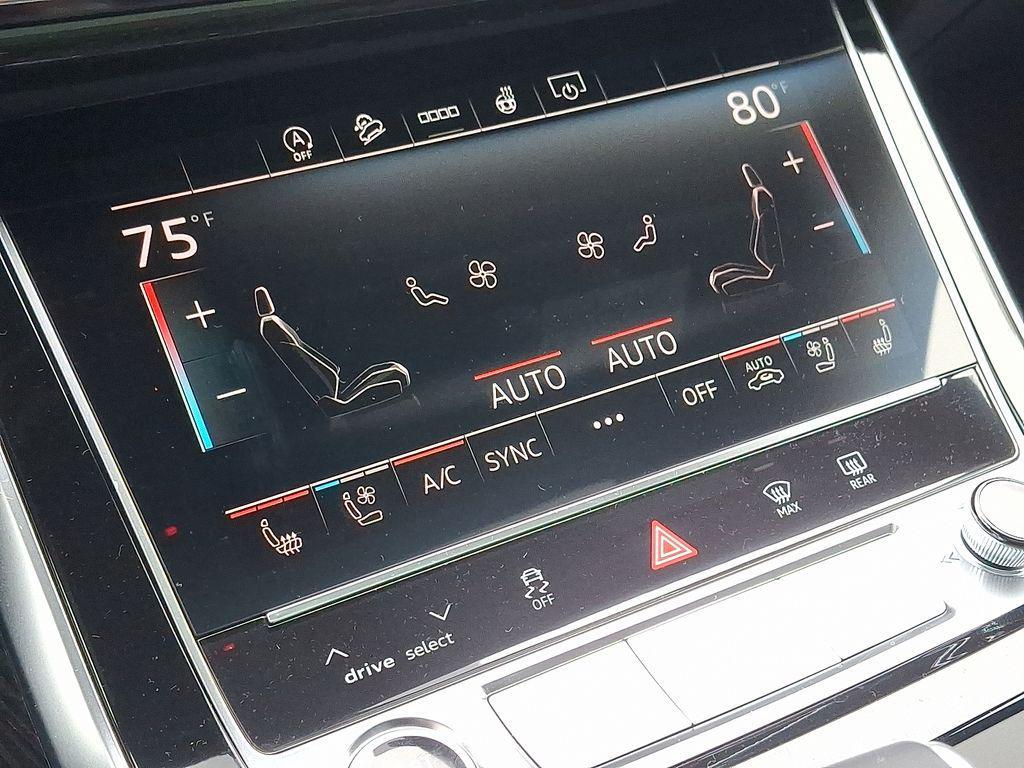 A
OFF
80°F
75°F
+
−
+
−
AUTO
AUTO
A/C
SYNC
•••
OFF
AUTO
drive select
OFF
MAX
REAR